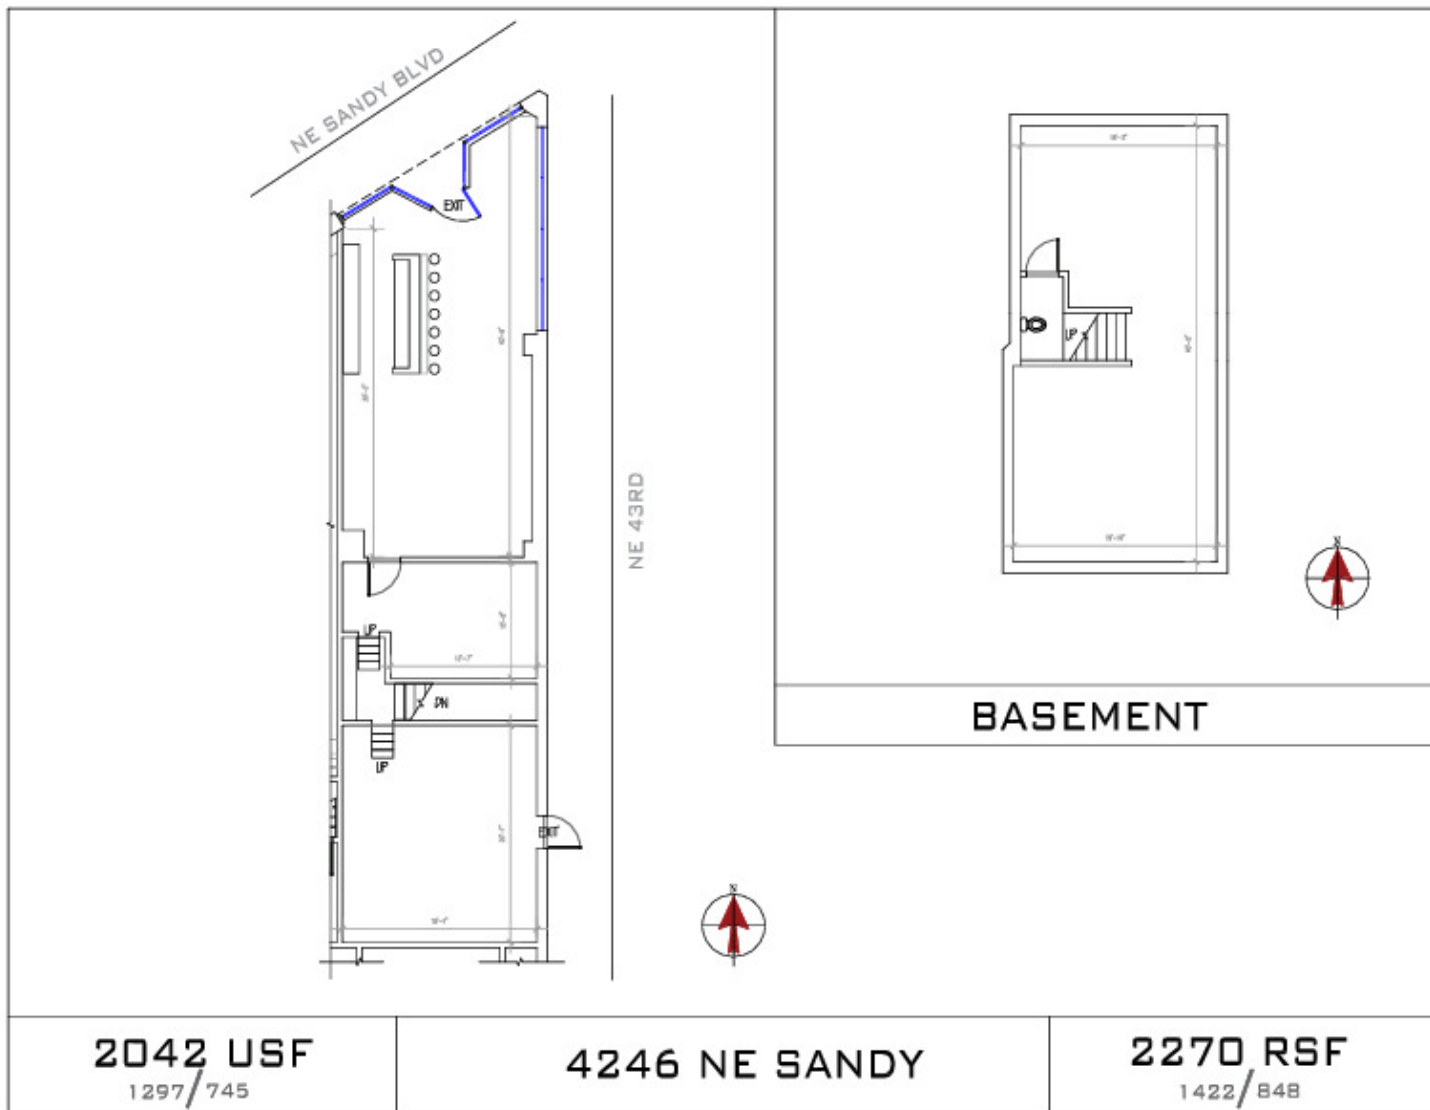 NE SANDY BLVD
EXIT
NE 43RD
UP
DN
UP
EXIT
N
UP
N
BASEMENT
2042 USF
1297/745
4246 NE SANDY
2270 RSF
1422/848